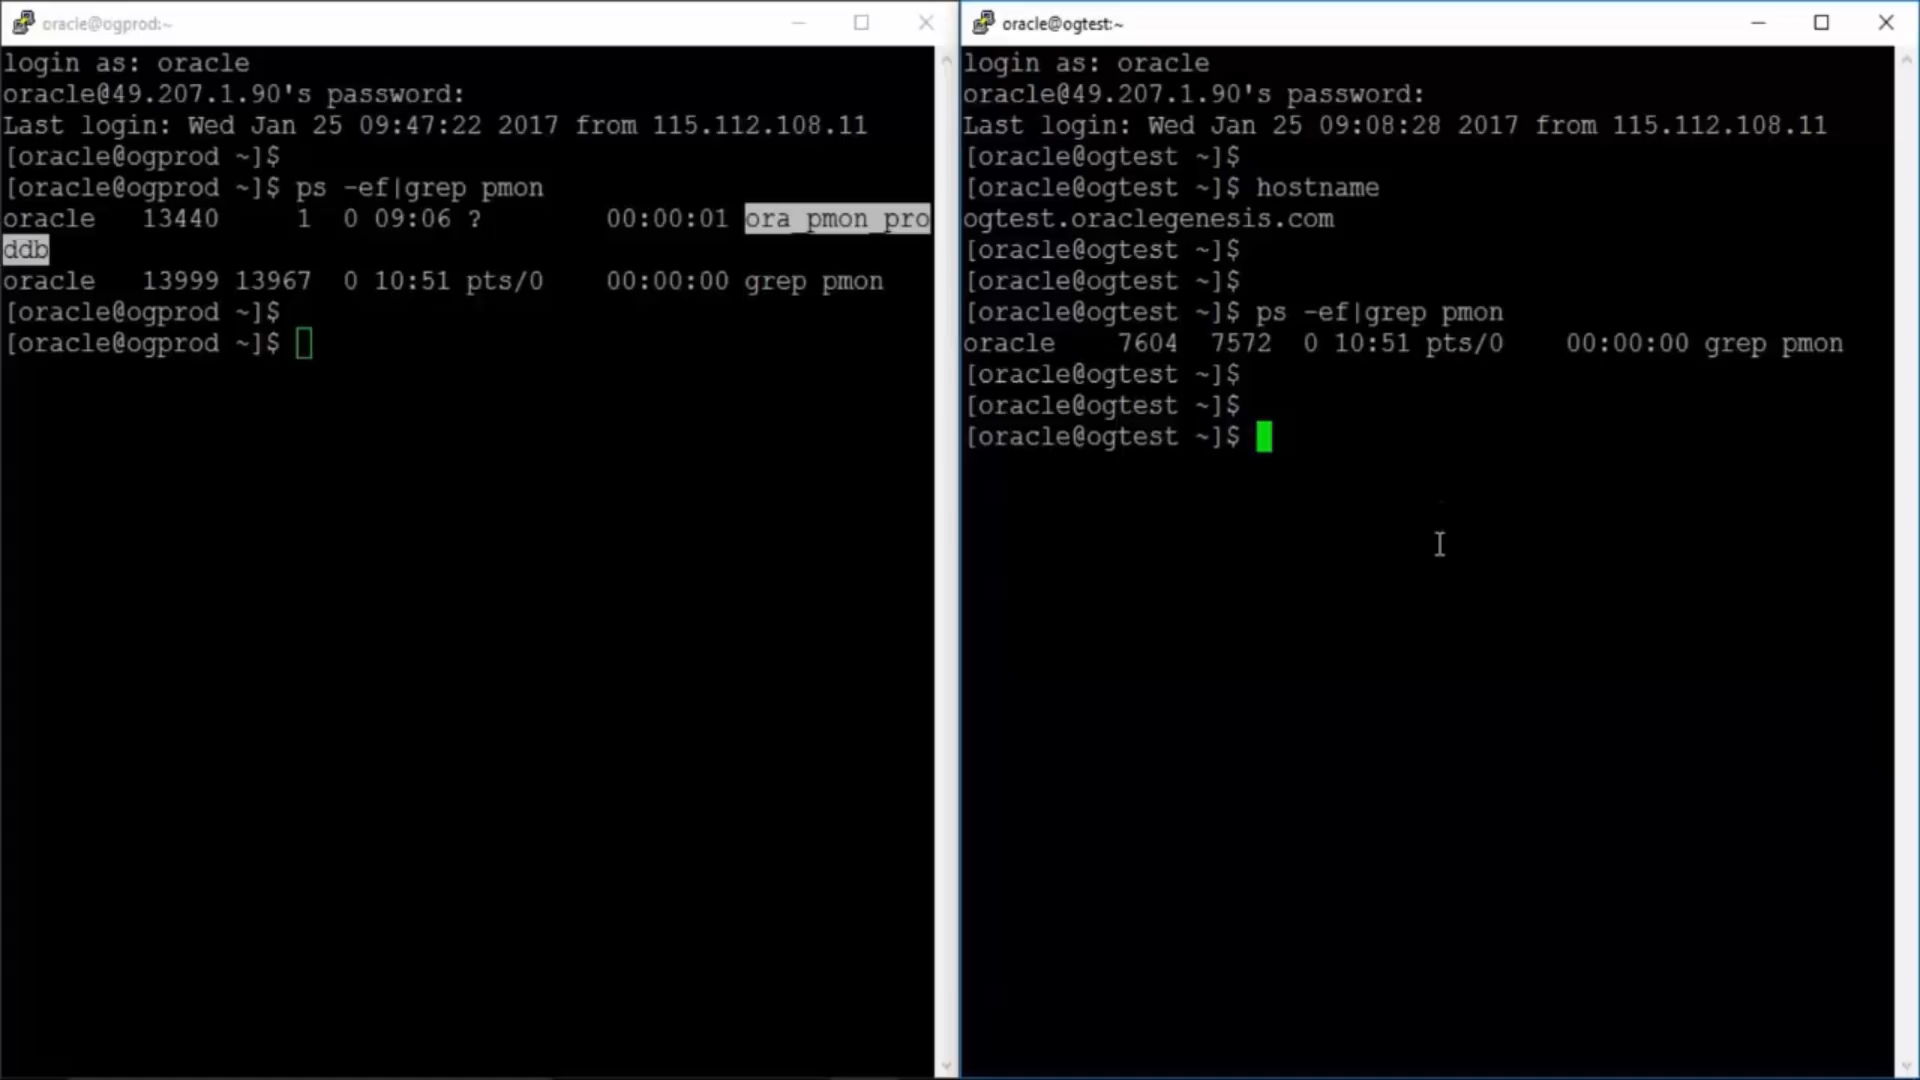 oracle@ogprod:~
login as: oracle
oracle@49.207.1.90's password:
Last login: Wed Jan 25 09:47:22 2017 from 115.112.108.11
[oracle@ogprod ~]$
[oracle@ogprod ~]$ ps -ef|grep pmon
oracle   13440     1  0 09:06 ?        00:00:01 ora_pmon_pro
ddb
oracle   13999 13967  0 10:51 pts/0    00:00:00 grep pmon
[oracle@ogprod ~]$
[oracle@ogprod ~]$
oracle@ogtest:~
login as: oracle
oracle@49.207.1.90's password:
Last login: Wed Jan 25 09:08:28 2017 from 115.112.108.11
[oracle@ogtest ~]$
[oracle@ogtest ~]$ hostname
ogtest.oraclegenesis.com
[oracle@ogtest ~]$
[oracle@ogtest ~]$
[oracle@ogtest ~]$ ps -ef|grep pmon
oracle    7604  7572  0 10:51 pts/0    00:00:00 grep pmon
[oracle@ogtest ~]$
[oracle@ogtest ~]$
[oracle@ogtest ~]$